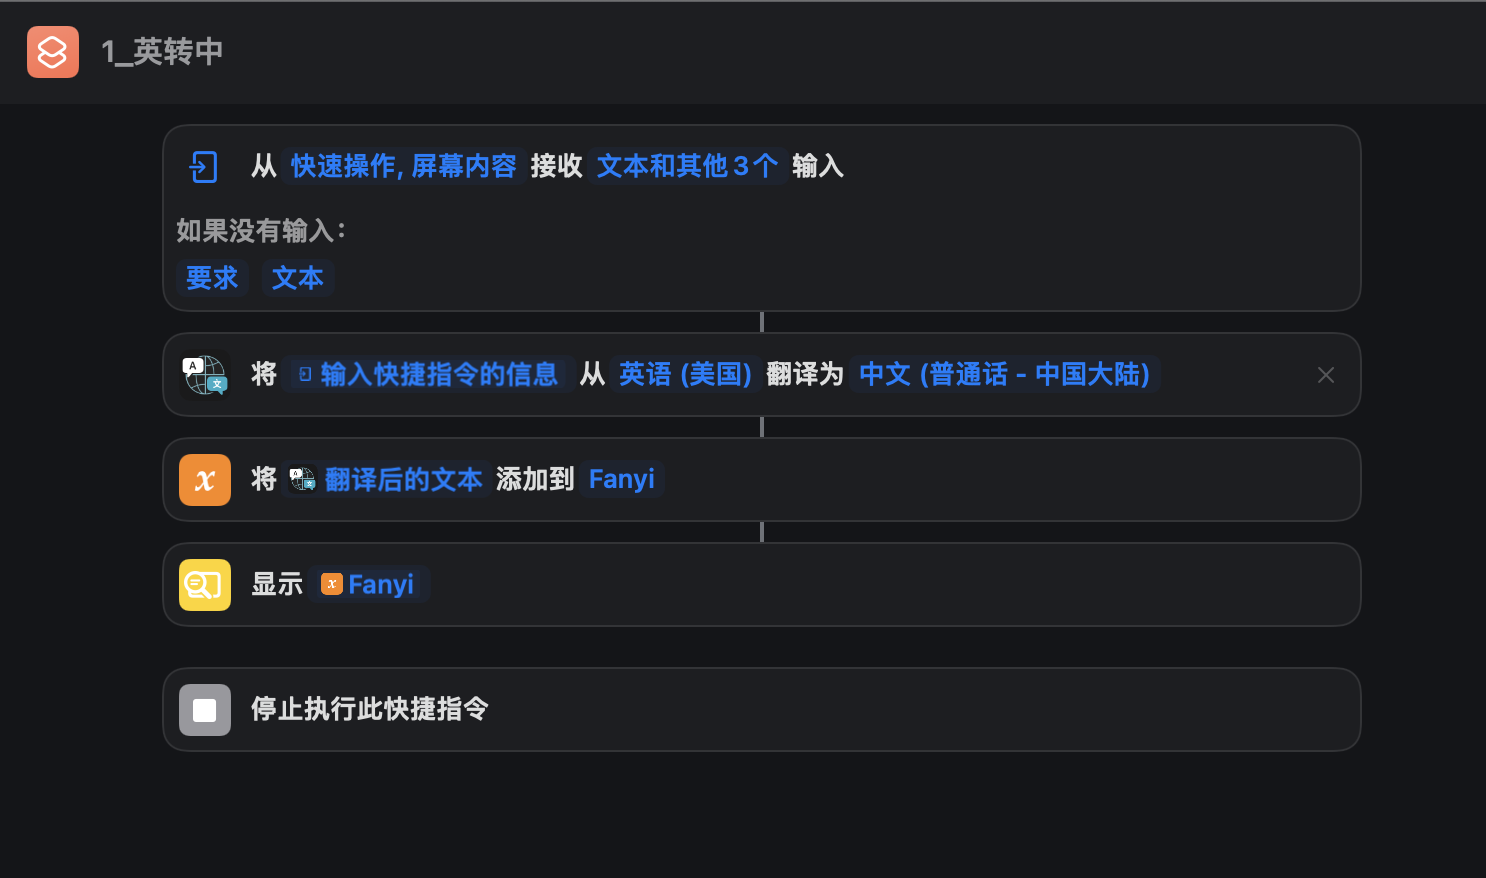 1_英转中
从 快速操作, 屏幕内容 接收 文本和其他 3 个 输入
如果没有输入：
要求 文本
将 输入快捷指令的信息 从 英语 (美国) 翻译为 中文 (普通话 - 中国大陆)
将 翻译后的文本 添加到 Fanyi
显示 Fanyi
停止执行此快捷指令